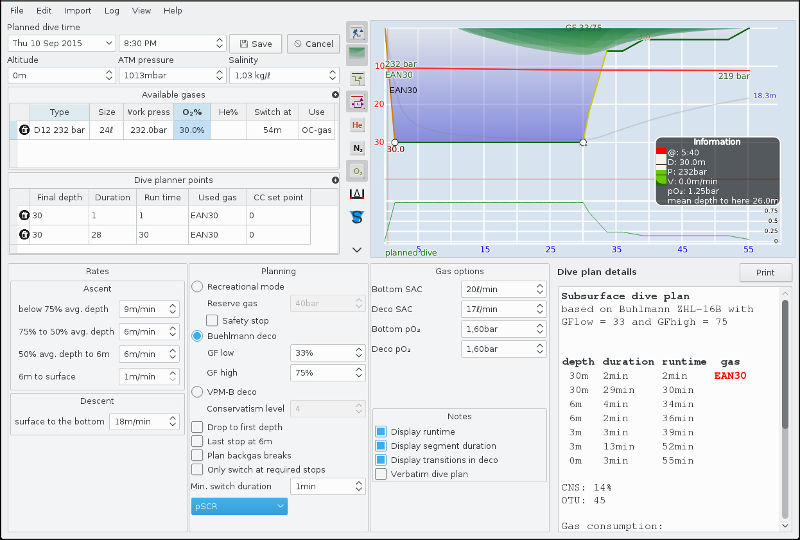 File Edit Import Log View Help
Planned dive time
Thu 10 Sep 2015 8:30 PM Save Cancel
Altitude ATM pressure Salinity
0m 1013mbar 1,03 kg/ℓ
Available gases
Type Size Work press O₂% He% Switch at Use
D12 232 bar 24ℓ 232.0bar 30.0% 54m OC-gas
Dive planner points
Final depth Duration Run time Used gas CC set point
30 1 1 EAN30 0
30 28 30 EAN30 0
He
N₂
O₂
GF 33/75
3.0
10
232 bar
EAN30
EAN30
219 bar
20
18.3m
30
30.0
Information
@: 5:40
D: 30.0m
P: 232bar
V: 0.0m/min
pO₂: 1.25bar
mean depth to here 26.0m
0.75
0.5
0.25
planned dive
5 15 25 35 45 55
Rates
Ascent
below 75% avg. depth 9m/min
75% to 50% avg. depth 6m/min
50% avg. depth to 6m 6m/min
6m to surface 1m/min
Descent
surface to the bottom 18m/min
Planning
Recreational mode
Reserve gas 40bar
Safety stop
Buehlmann deco
GF low 33%
GF high 75%
VPM-B deco
Conservatism level 4
Drop to first depth
Last stop at 6m
Plan backgas breaks
Only switch at required stops
Min. switch duration 1min
pSCR
Gas options
Bottom SAC 20ℓ/min
Deco SAC 17ℓ/min
Bottom pO₂ 1,60bar
Deco pO₂ 1,60bar
Notes
Display runtime
Display segment duration
Display transitions in deco
Verbatim dive plan
Dive plan details Print
Subsurface dive plan
based on Buhlmann ZHL-16B with
GFlow = 33 and GFhigh = 75
depth duration runtime gas
30m 2min 2min EAN30
30m 29min 30min
6m 4min 34min
6m 2min 36min
3m 3min 39min
3m 13min 52min
0m 3min 55min
CNS: 14%
OTU: 45
Gas consumption: